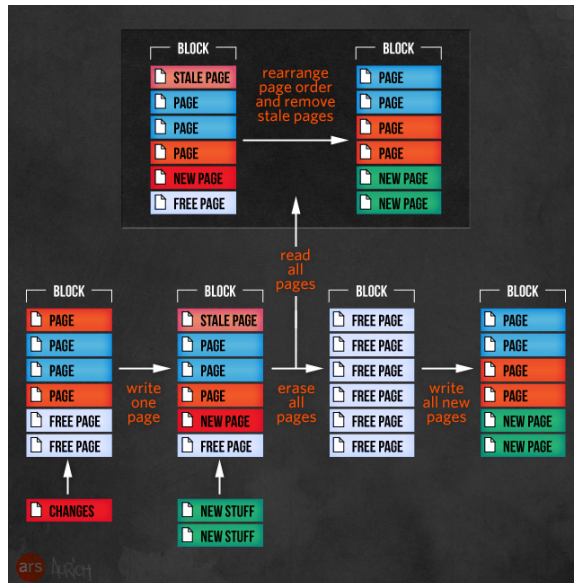 BLOCK
STALE PAGE
PAGE
PAGE
PAGE
NEW PAGE
FREE PAGE
rearrange
page order
and remove
stale pages
BLOCK
PAGE
PAGE
PAGE
PAGE
NEW PAGE
NEW PAGE
read
all
pages
BLOCK
PAGE
PAGE
PAGE
PAGE
FREE PAGE
FREE PAGE
CHANGES
write
one
page
BLOCK
STALE PAGE
PAGE
PAGE
PAGE
NEW PAGE
FREE PAGE
NEW STUFF
NEW STUFF
erase
all pages
BLOCK
FREE PAGE
FREE PAGE
FREE PAGE
FREE PAGE
FREE PAGE
FREE PAGE
write
all new
pages
BLOCK
PAGE
PAGE
PAGE
PAGE
NEW PAGE
NEW PAGE
ars
AURICH